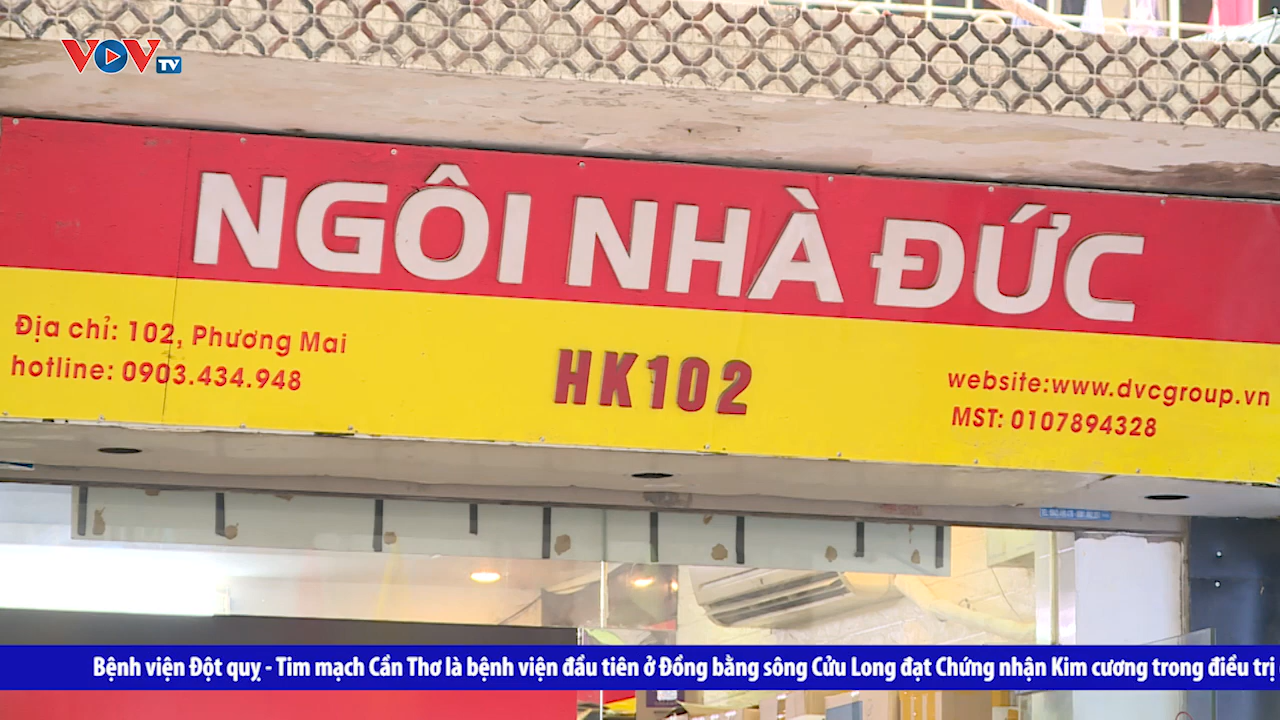 VOV TV
NGÔI NHÀ ĐỨC
Địa chỉ: 102, Phương Mai
hotline: 0903.434.948
HK102
website:www.dvcgroup.vn
MST: 0107894328
Bệnh viện Đột quỵ - Tim mạch Cần Thơ là bệnh viện đầu tiên ở Đồng bằng sông Cửu Long đạt Chứng nhận Kim cương trong điều trị